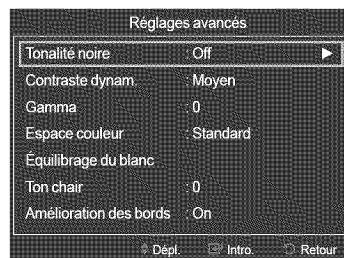 Réglages avancés
Tonalité noire : Off
Contraste dynam. : Moyen
Gamma : 0
Espace couleur : Standard
Équilibrage du blanc
Ton chair : 0
Amélioration des bords : On
Dépl. Intro. Retour